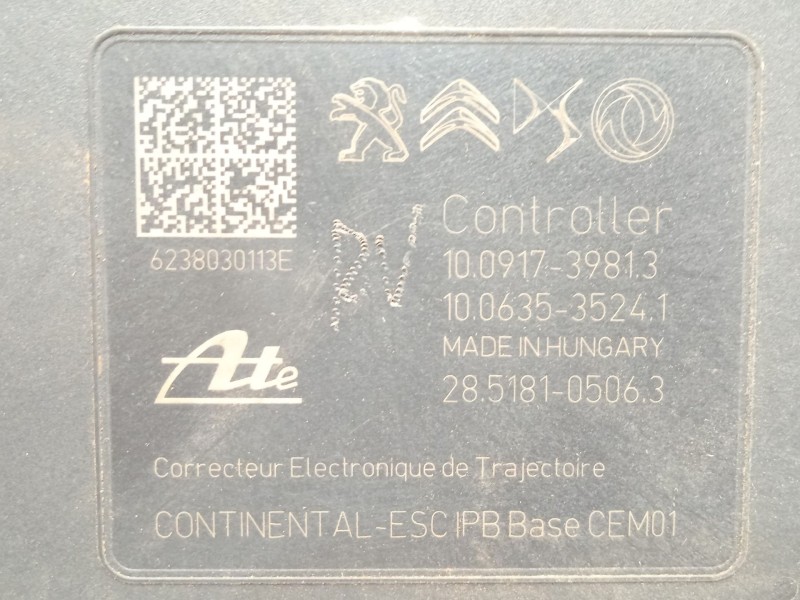 6238030113E
Controller
10.0917-3981.3
10.0635-3524.1
MADE IN HUNGARY
28.5181-0506.3
Ate
Correcteur Electronique de Trajectoire
CONTINENTAL-ESC IPB Base CEM01